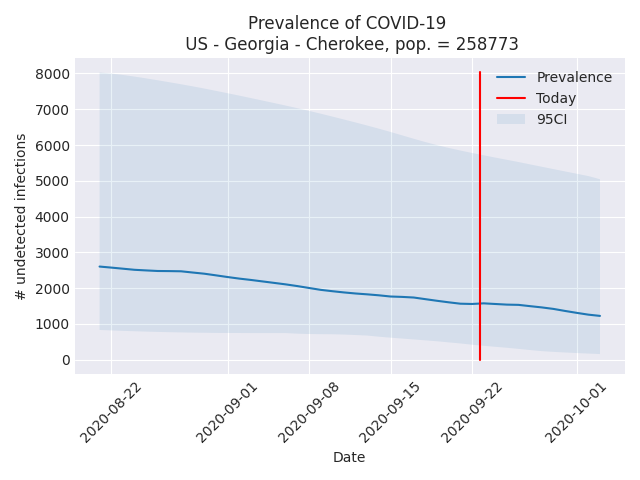 Prevalence of COVID-19
US - Georgia - Cherokee, pop. = 258773
Prevalence
Today
95CI
# undetected infections
8000
7000
6000
5000
4000
3000
2000
1000
0
2020-08-22
2020-09-01
2020-09-08
2020-09-15
2020-09-22
2020-10-01
Date